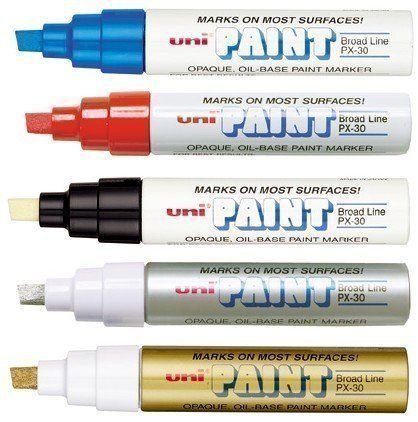 MARKS ON MOST SURFACES!
uni PAINT Broad Line
PX-30
OPAQUE, OIL-BASE PAINT MARKER
MARKS ON MOST SURFACES!
uni PAINT Broad Line
PX-30
OPAQUE, OIL-BASE PAINT MARKER
FOR BEST RESULTS:
MARKS ON MOST SURFACES!
uni PAINT Broad Line
PX-30
OPAQUE, OIL-BASE PAINT MARKER
MARKS ON MOST SURFACES!
uni PAINT Broad Line
PX-30
OPAQUE, OIL-BASE PAINT MARKER
MARKS ON MOST SURFACES!
uni PAINT Broad Line
PX-30
OPAQUE, OIL-BASE PAINT MARKER